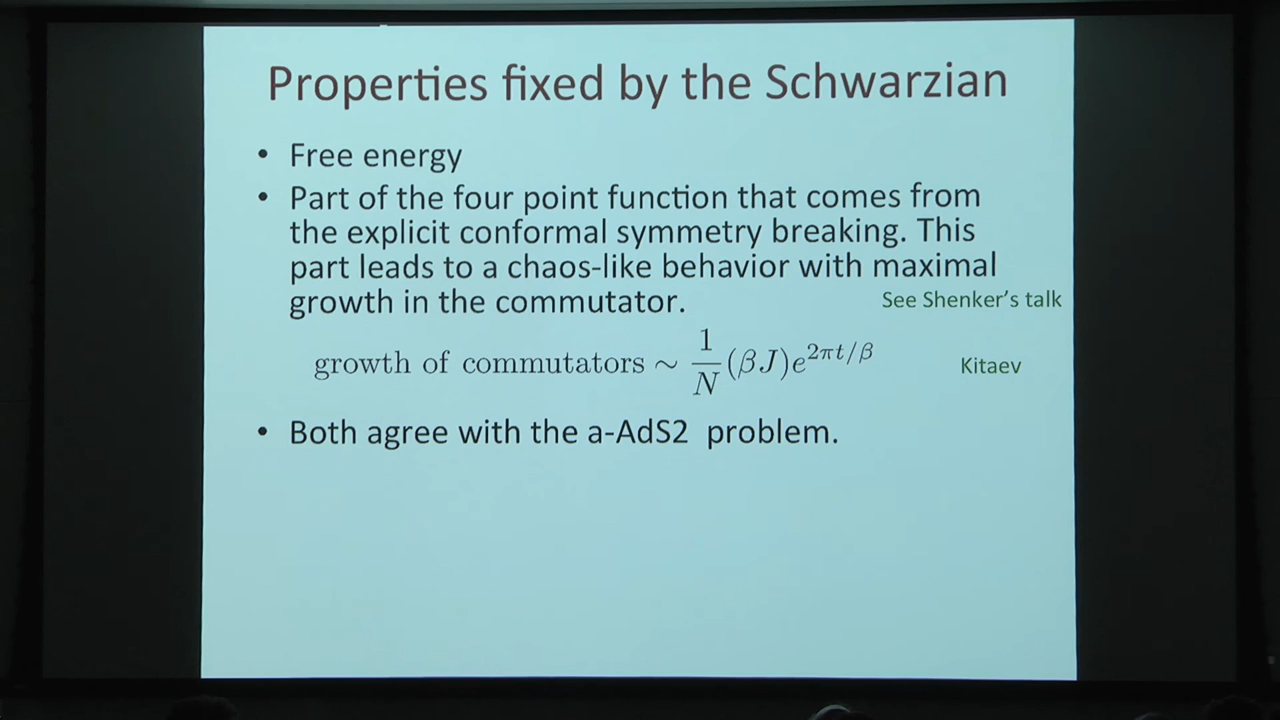 Properties fixed by the Schwarzian
• Free energy
• Part of the four point function that comes from
the explicit conformal symmetry breaking. This
part leads to a chaos-like behavior with maximal
growth in the commutator.
See Shenker's talk
growth of commutators ∼ \frac{1}{N}(βJ)e^{2πt/β}
Kitaev
• Both agree with the a-AdS2 problem.